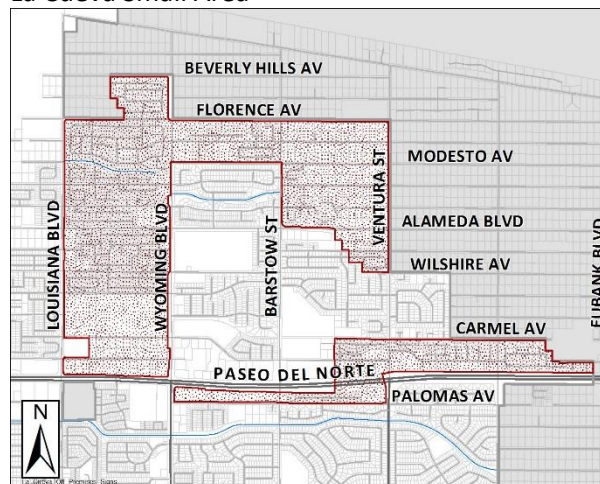 La Cueva Small Area
BEVERLY HILLS AV
FLORENCE AV
MODESTO AV
VENTURA ST
ALAMEDA BLVD
LOUISIANA BLVD
WYOMING BLVD
BARSTOW ST
WILSHIRE AV
EUBANK BLVD
CARMEL AV
PASEO DEL NORTE
PALOMAS AV
N